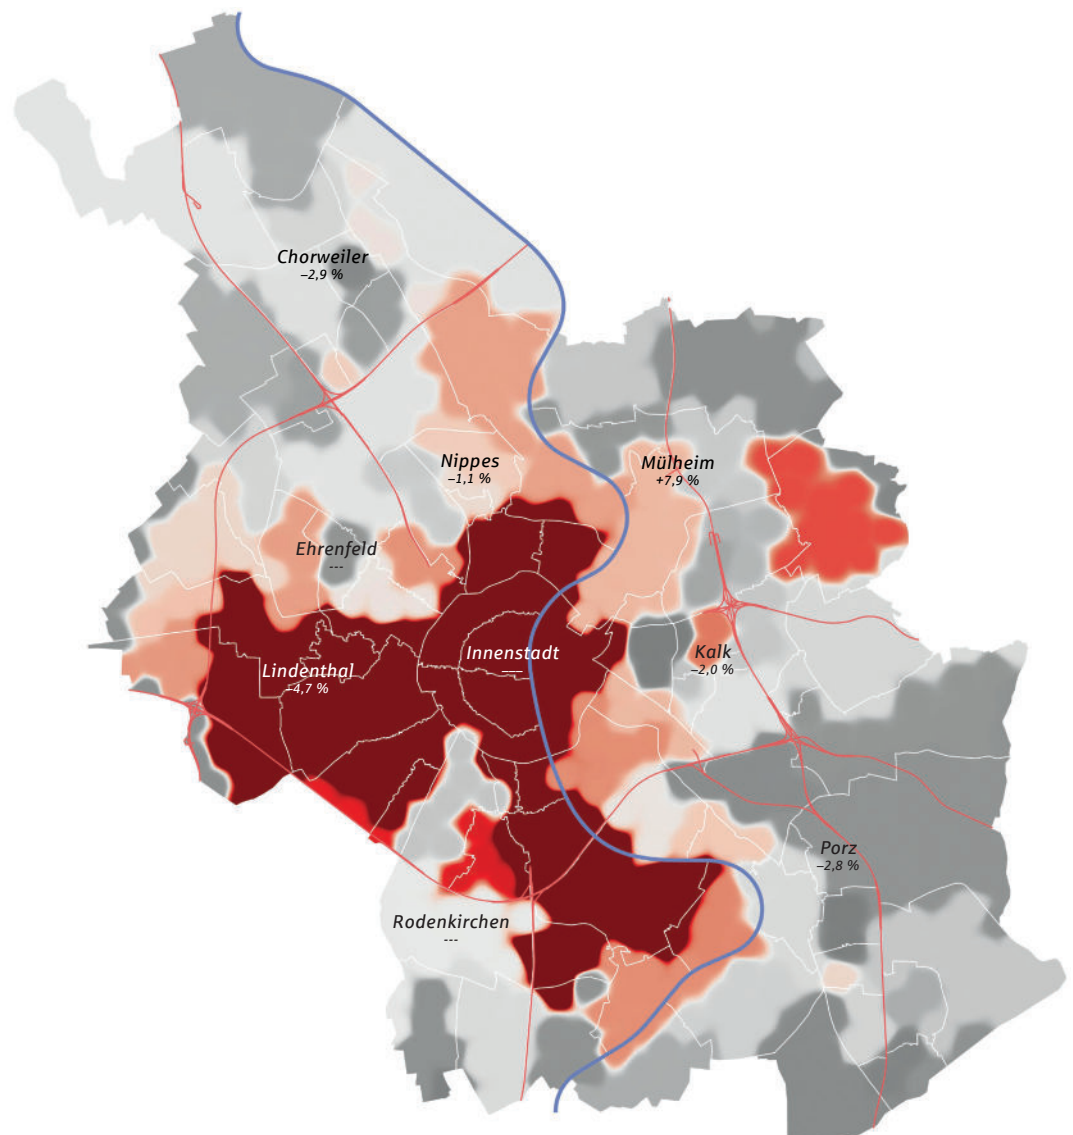 Chorweiler
–2,9 %
Nippes
–1,1 %
Mülheim
+7,9 %
Ehrenfeld
---
Lindenthal
–4,7 %
Innenstadt
---
Kalk
–2,0 %
Porz
–2,8 %
Rodenkirchen
---